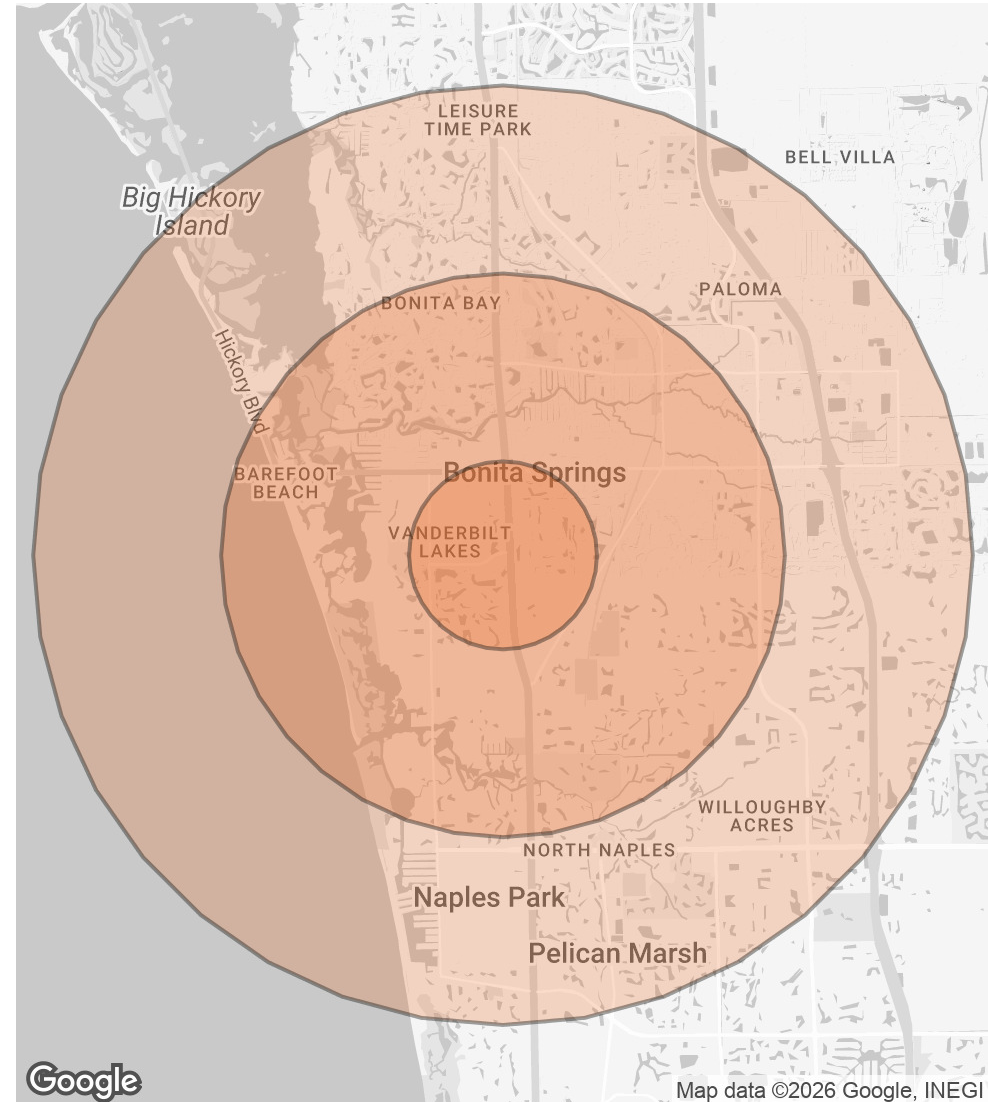 LEISURE
TIME PARK
BELL VILLA
Big Hickory
Island
PALOMA
BONITA BAY
Hickory Blvd
Bonita Springs
BAREFOOT
BEACH
VANDERBILT
LAKES
WILLOUGHBY
ACRES
NORTH NAPLES
Naples Park
Pelican Marsh
Google
Map data ©2026 Google, INEGI